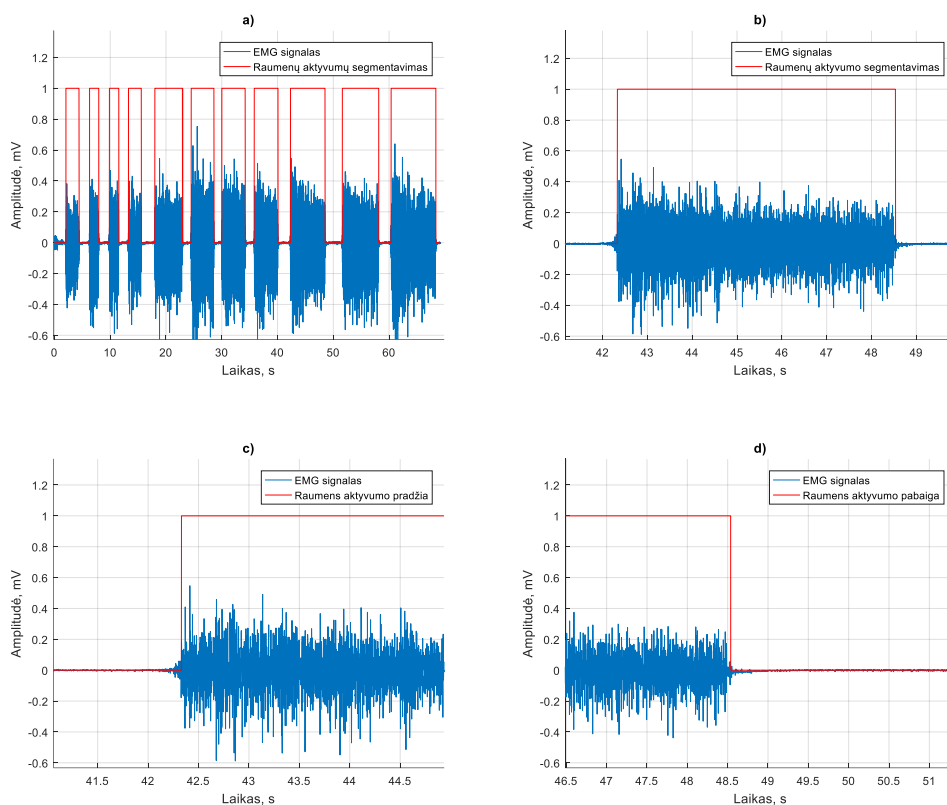 a)
EMG signalas
Raumenų aktyvumų segmentavimas
Amplitudė, mV
1.2
1
0.8
0.6
0.4
0.2
0
-0.2
-0.4
-0.6
0 10 20 30 40 50 60
Laikas, s
b)
EMG signalas
Raumenų aktyvumo segmentavimas
Amplitudė, mV
1.2
1
0.8
0.6
0.4
0.2
0
-0.2
-0.4
-0.6
42 43 44 45 46 47 48 49
Laikas, s
c)
EMG signalas
Raumens aktyvumo pradžia
Amplitudė, mV
1.2
1
0.8
0.6
0.4
0.2
0
-0.2
-0.4
-0.6
41.5 42 42.5 43 43.5 44 44.5
Laikas, s
d)
EMG signalas
Raumens aktyvumo pabaiga
Amplitudė, mV
1.2
1
0.8
0.6
0.4
0.2
0
-0.2
-0.4
-0.6
46.5 47 47.5 48 48.5 49 49.5 50 50.5 51
Laikas, s